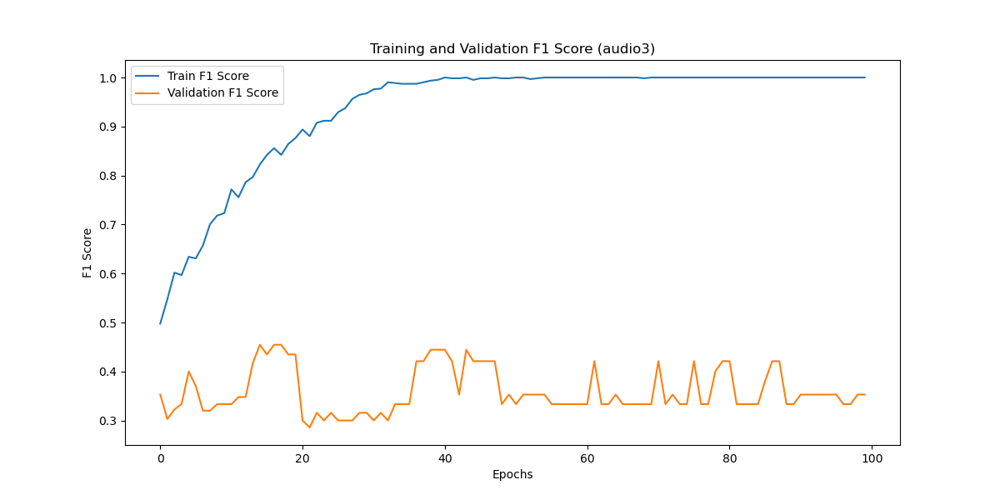 Training and Validation F1 Score (audio3)
Train F1 Score
Validation F1 Score
F1 Score
1.0
0.9
0.8
0.7
0.6
0.5
0.4
0.3
0 20 40 60 80 100
Epochs